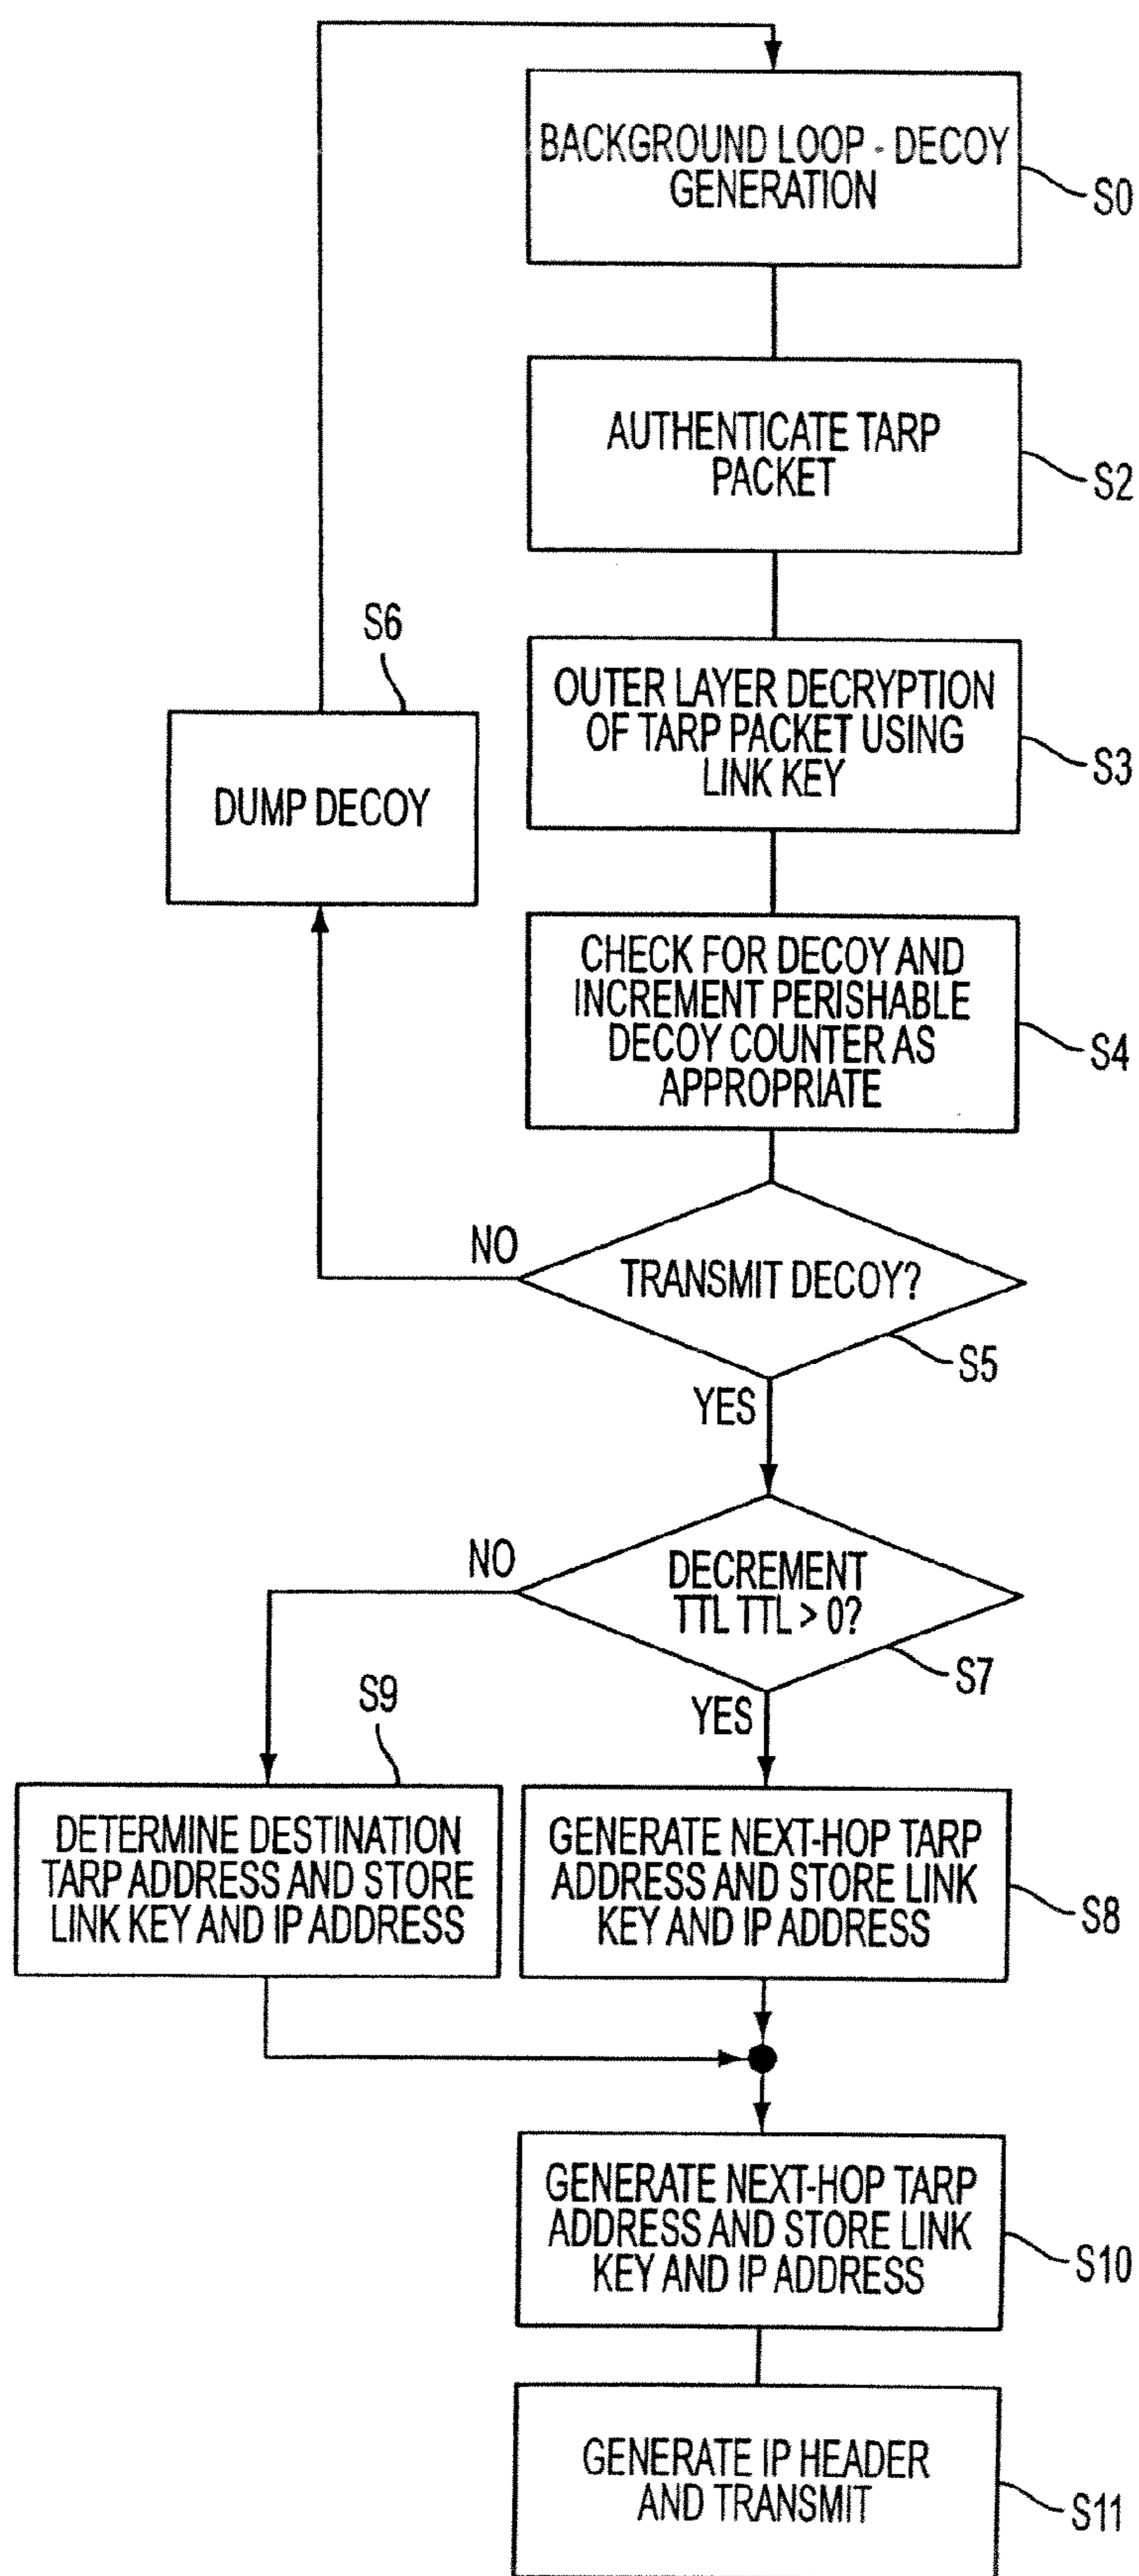 BACKGROUND LOOP - DECOY
GENERATION
S0
AUTHENTICATE TARP
PACKET
S2
OUTER LAYER DECRYPTION
OF TARP PACKET USING
LINK KEY
S3
S6
DUMP DECOY
CHECK FOR DECOY AND
INCREMENT PERISHABLE
DECOY COUNTER AS
APPROPRIATE
S4
NO
TRANSMIT DECOY?
S5
YES
NO
DECREMENT
TTL TTL > 0?
S7
YES
S9
DETERMINE DESTINATION
TARP ADDRESS AND STORE
LINK KEY AND IP ADDRESS
GENERATE NEXT-HOP TARP
ADDRESS AND STORE LINK
KEY AND IP ADDRESS
S8
GENERATE NEXT-HOP TARP
ADDRESS AND STORE LINK
KEY AND IP ADDRESS
S10
GENERATE IP HEADER
AND TRANSMIT
S11